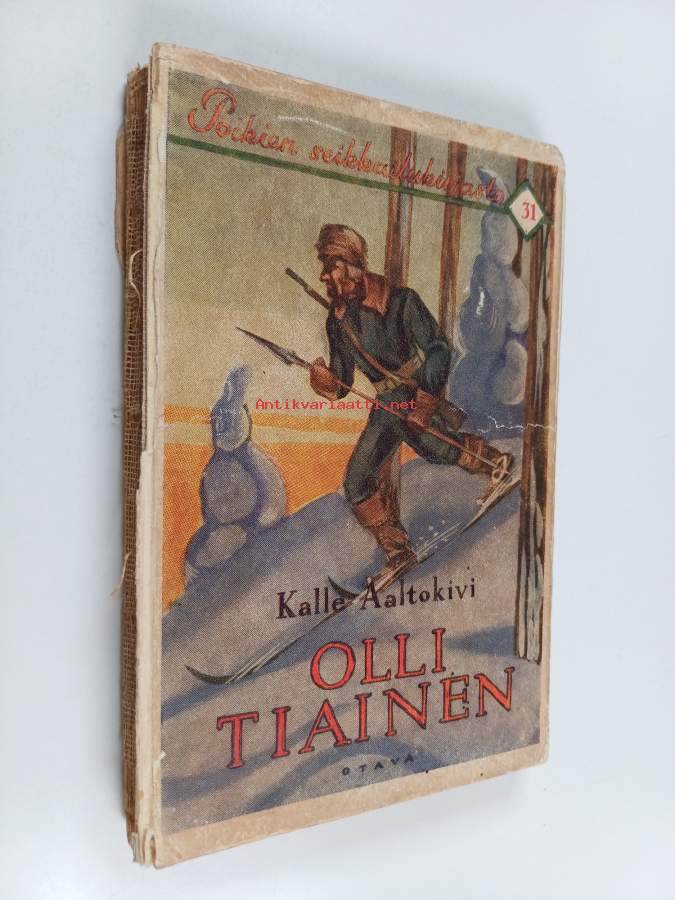 Poikien seikkailukirjasto
31
Antikvariaatti.net
Kalle Aaltokivi
OLLI
TIAINEN
OTAVA